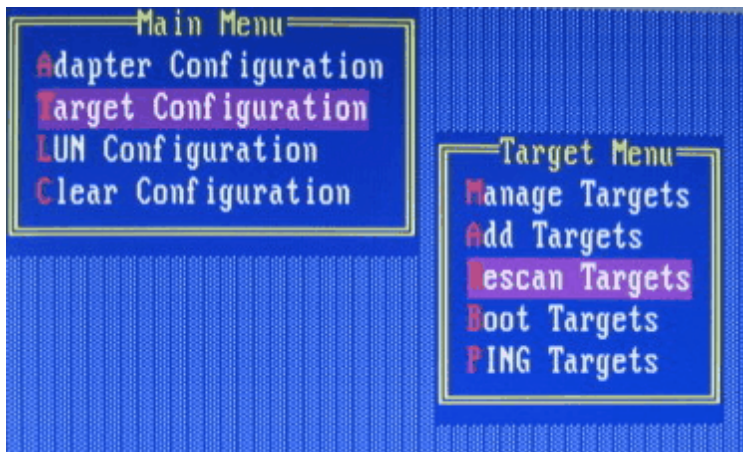 Main Menu
Adapter Configuration
Target Configuration
LUN Configuration
Clear Configuration
Target Menu
Manage Targets
Add Targets
Rescan Targets
Boot Targets
PING Targets